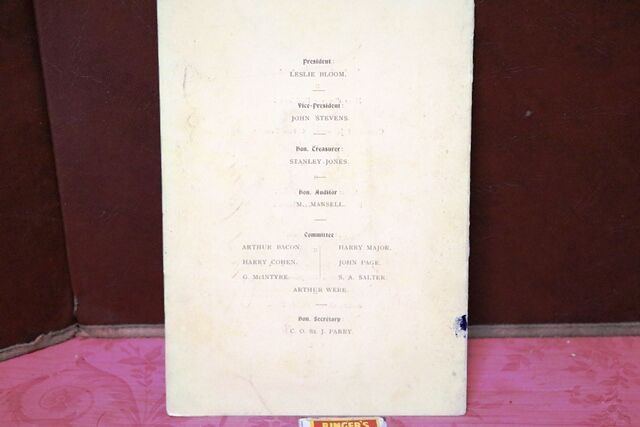 President:
LESLIE BLOOM.
Vice-President:
JOHN STEVENS.
Hon. Treasurer:
STANLEY JONES.
Hon. Auditor:
M. MANSELL.
Committee:
ARTHUR BACON. HARRY MAJOR.
HARRY COHEN. JOHN PAGE.
G. McINTYRE. S. A. SALTER.
ARTHUR WERE.
Hon. Secretary
C. O. St. J. PARRY.
RINGER'S